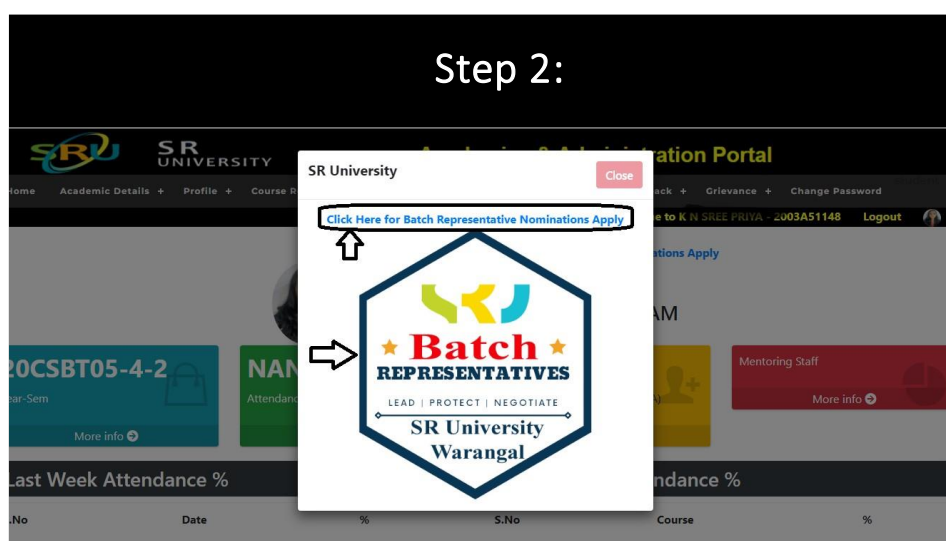 Step 2:
SRU
SR
UNIVERSITY
ration Portal
Home Academic Details + Profile + Course R
ack + Grievance + Change Password
e to K N SREE PRIYA - 2003A51148 Logout
SR University
Close
Click Here for Batch Representative Nominations Apply
ations Apply
AM
Batch
REPRESENTATIVES
LEAD | PROTECT | NEGOTIATE
SR University
Warangal
20CSBT05-4-2
ear-Sem
More info
NAN
Attendanc
Mentoring Staff
More info
Last Week Attendance %
ndance %
.No Date % S.No Course %